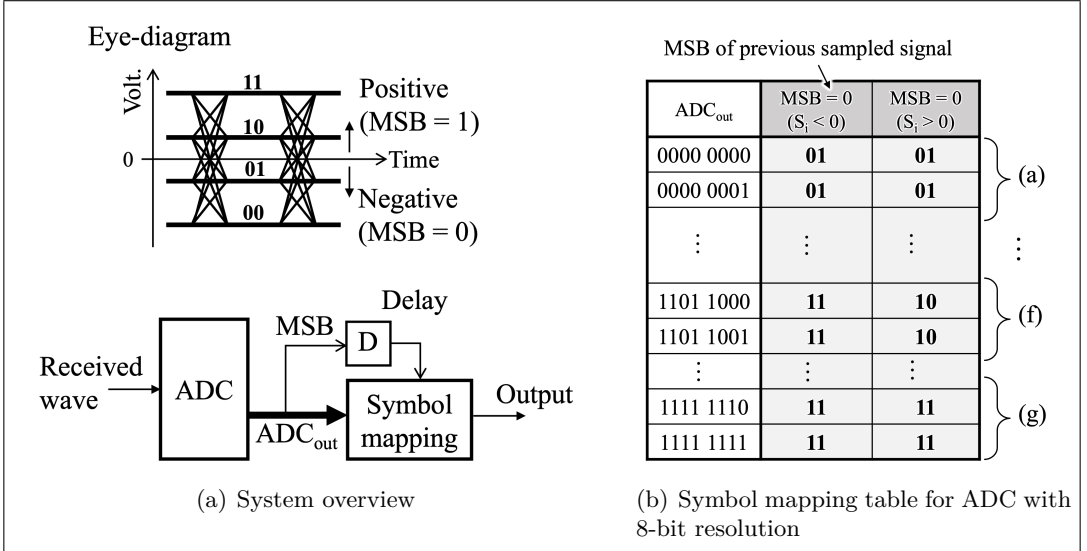 Eye-diagram
Volt.
11
10
0
01
00
Time
Positive
(MSB = 1)
Negative
(MSB = 0)
Delay
MSB
D
Received
wave
ADC
ADCout
Symbol
mapping
Output
(a) System overview
MSB of previous sampled signal
ADCout MSB = 0 (Si < 0) MSB = 0 (Si > 0)
0000 0000 01 01
0000 0001 01 01
(a)
⋮ ⋮ ⋮ ⋮
1101 1000 11 10
1101 1001 11 10
(f)
⋮ ⋮ ⋮
1111 1110 11 11
1111 1111 11 11
(g)
(b) Symbol mapping table for ADC with
8-bit resolution